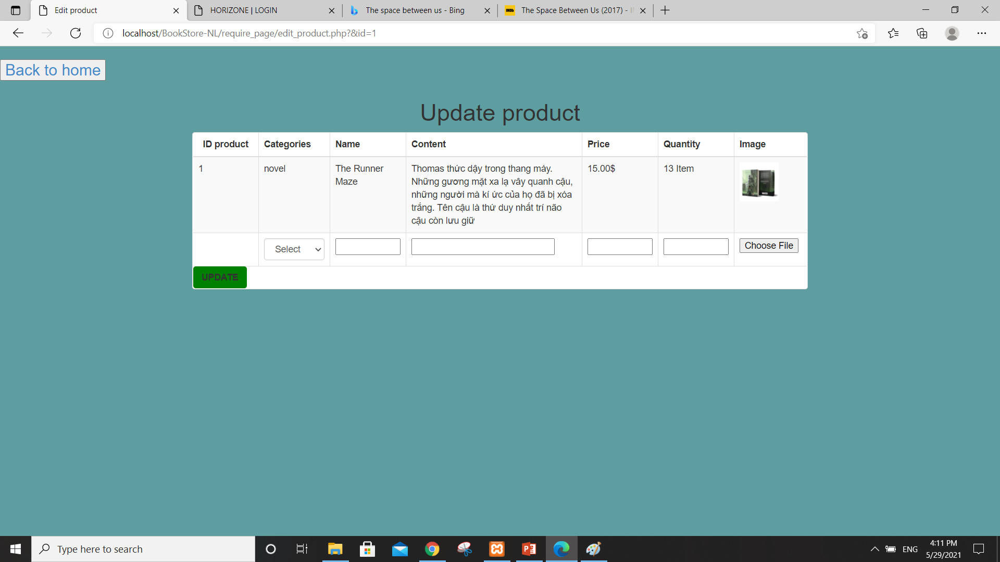 Edit product
HORIZONE | LOGIN
The space between us - Bing
IMDb
The Space Between Us (2017) - I
localhost/BookStore-NL/require_page/edit_product.php?&id=1
Back to home
Update product
ID product Categories Name Content Price Quantity Image
1 novel The Runner Maze Thomas thức dậy trong thang máy. 15.00$ 13 Item
Những gương mặt xa lạ vây quanh cậu,
những người mà kí ức của họ đã bị xóa
trắng. Tên cậu là thứ duy nhất trí não
cậu còn lưu giữ
Select
Choose File
UPDATE
Type here to search
ENG
4:11 PM
5/29/2021